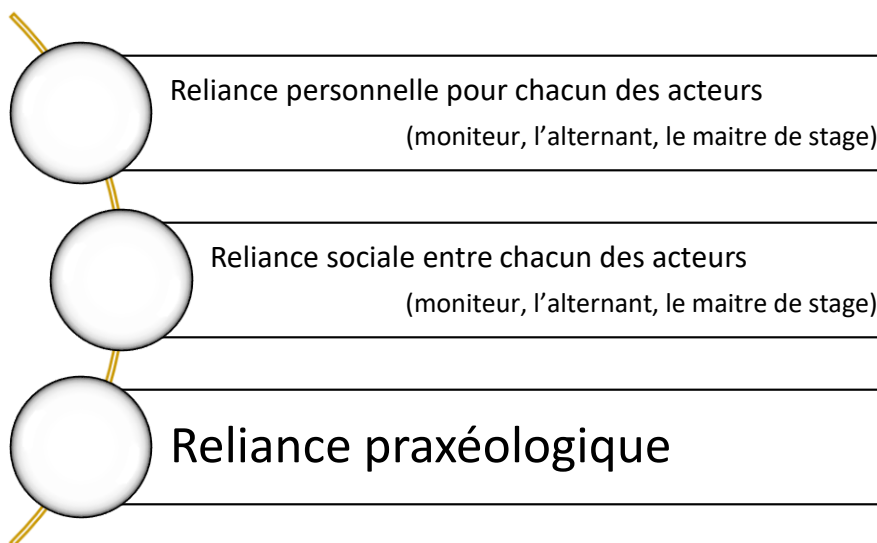 Reliance personnelle pour chacun des acteurs
(moniteur, l’alternant, le maitre de stage)
Reliance sociale entre chacun des acteurs
(moniteur, l’alternant, le maitre de stage)
Reliance praxéologique